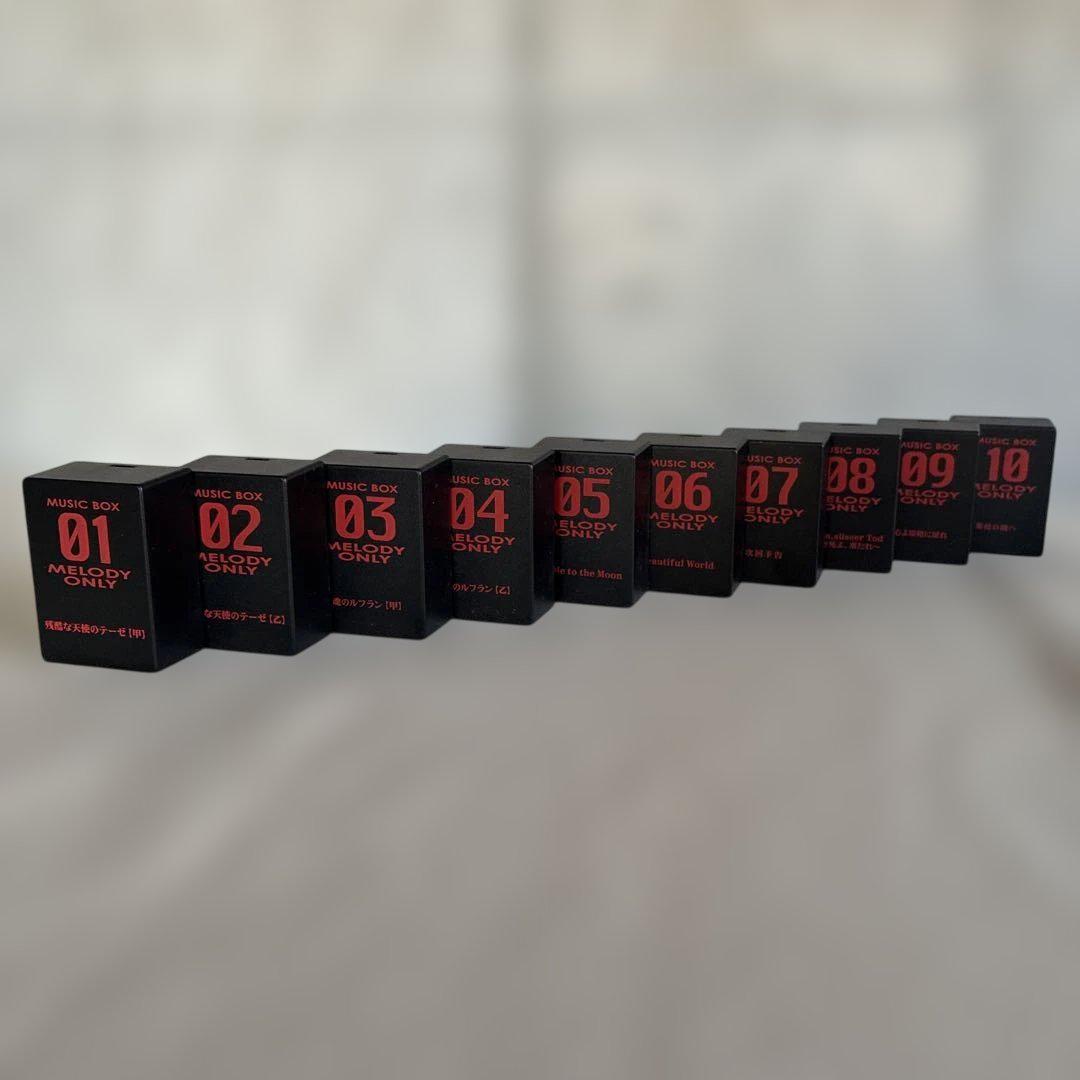 MUSIC BOX
01
MELODY
ONLY
残酷な天使のテーゼ【甲】
MUSIC BOX
02
MELODY
ONLY
な天使のテーゼ【乙】
MUSIC BOX
03
MELODY
ONLY
魂のルフラン【甲】
MUSIC BOX
04
MELODY
ONLY
のルフラン【乙】
MUSIC BOX
05
MELODY
ONLY
to the Moon
MUSIC BOX
06
MELODY
ONLY
eautiful World
MUSIC BOX
07
MELODY
ONLY
次回予告
MUSIC BOX
08
MELODY
ONLY
süsser Tod
MUSIC BOX
09
MELODY
ONLY
MUSIC BOX
10
MELODY
ONLY